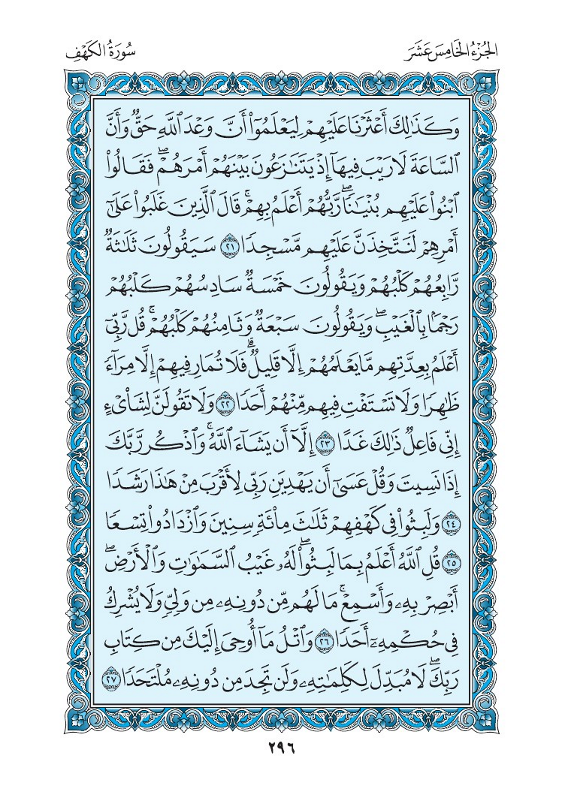 الجُزْءُ الخَامِسَ عَشَرَ
سُورَةُ الكَهْفِ
وَكَذَٰلِكَ أَعْثَرْنَا عَلَيْهِمْ لِيَعْلَمُوٓا۟ أَنَّ وَعْدَ ٱللَّهِ حَقٌّ وَأَنَّ
ٱلسَّاعَةَ لَا رَيْبَ فِيهَآ إِذْ يَتَنَٰزَعُونَ بَيْنَهُمْ أَمْرَهُمْ ۖ فَقَالُوا۟
ٱبْنُوا۟ عَلَيْهِم بُنْيَٰنًا ۖ رَّبُّهُمْ أَعْلَمُ بِهِمْ ۚ قَالَ ٱلَّذِينَ غَلَبُوا۟ عَلَىٰٓ
أَمْرِهِمْ لَنَتَّخِذَنَّ عَلَيْهِم مَّسْجِدًا ٢١ سَيَقُولُونَ ثَلَٰثَةٌ
رَّابِعُهُمْ كَلْبُهُمْ وَيَقُولُونَ خَمْسَةٌ سَادِسُهُمْ كَلْبُهُمْ
رَجْمًۢا بِٱلْغَيْبِ ۖ وَيَقُولُونَ سَبْعَةٌ وَثَامِنُهُمْ كَلْبُهُمْ ۚ قُل رَّبِّىٓ
أَعْلَمُ بِعِدَّتِهِم مَّا يَعْلَمُهُمْ إِلَّا قَلِيلٌ ۗ فَلَا تُمَارِ فِيهِمْ إِلَّا مِرَآءً
ظَٰهِرًا وَلَا تَسْتَفْتِ فِيهِم مِّنْهُمْ أَحَدًا ٢٢ وَلَا تَقُولَنَّ لِشَا۟ىْءٍ
إِنِّى فَاعِلٌ ذَٰلِكَ غَدًا ٢٣ إِلَّآ أَن يَشَآءَ ٱللَّهُ ۚ وَٱذْكُر رَّبَّكَ
إِذَا نَسِيتَ وَقُلْ عَسَىٰٓ أَن يَهْدِيَنِ رَبِّى لِأَقْرَبَ مِنْ هَٰذَا رَشَدًا
٢٤ وَلَبِثُوا۟ فِى كَهْفِهِمْ ثَلَٰثَ مِا۟ئَةٍ سِنِينَ وَٱزْدَادُوا۟ تِسْعًا
٢٥ قُلِ ٱللَّهُ أَعْلَمُ بِمَا لَبِثُوا۟ ۖ لَهُۥ غَيْبُ ٱلسَّمَٰوَٰتِ وَٱلْأَرْضِ ۖ
أَبْصِرْ بِهِۦ وَأَسْمِعْ ۚ مَا لَهُم مِّن دُونِهِۦ مِن وَلِىٍّ وَلَا يُشْرِكُ
فِى حُكْمِهِۦٓ أَحَدًا ٢٦ وَٱتْلُ مَآ أُوحِىَ إِلَيْكَ مِن كِتَابِ
رَبِّكَ ۖ لَا مُبَدِّلَ لِكَلِمَٰتِهِۦ وَلَن تَجِدَ مِن دُونِهِۦ مُلْتَحَدًا ٢٧
٢٩٦